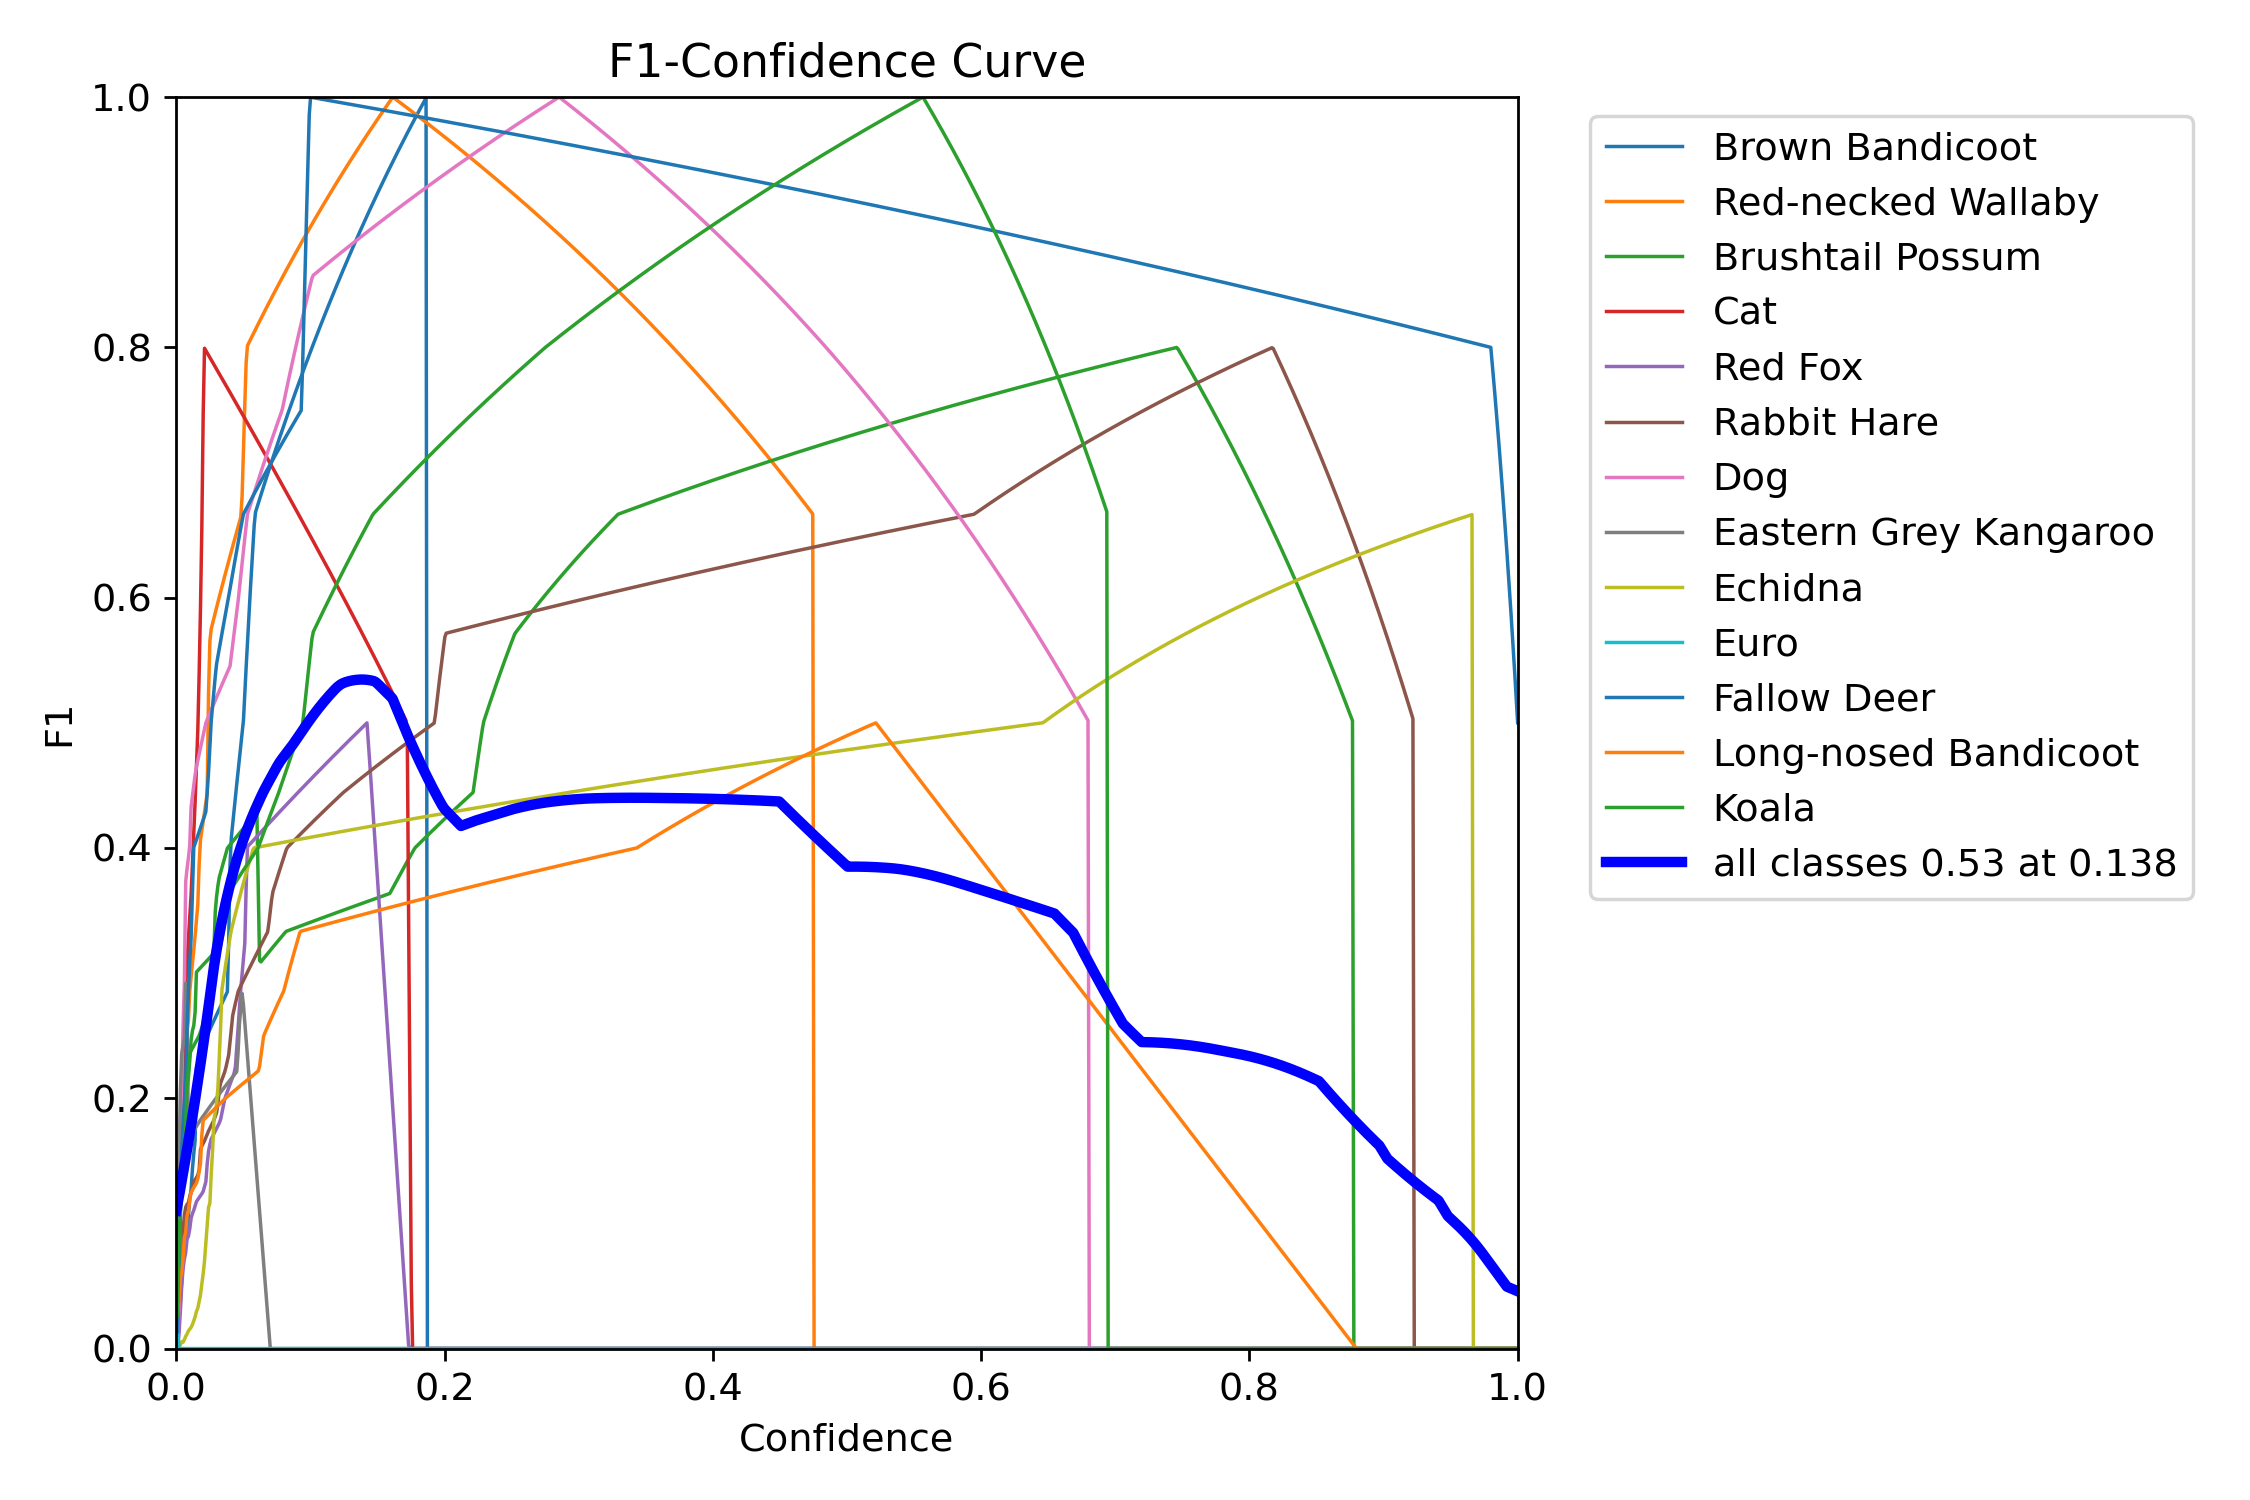 F1-Confidence Curve
1.0
0.8
0.6
0.4
0.2
0.0
F1
0.0 0.2 0.4 0.6 0.8 1.0
Confidence
Brown Bandicoot
Red-necked Wallaby
Brushtail Possum
Cat
Red Fox
Rabbit Hare
Dog
Eastern Grey Kangaroo
Echidna
Euro
Fallow Deer
Long-nosed Bandicoot
Koala
all classes 0.53 at 0.138